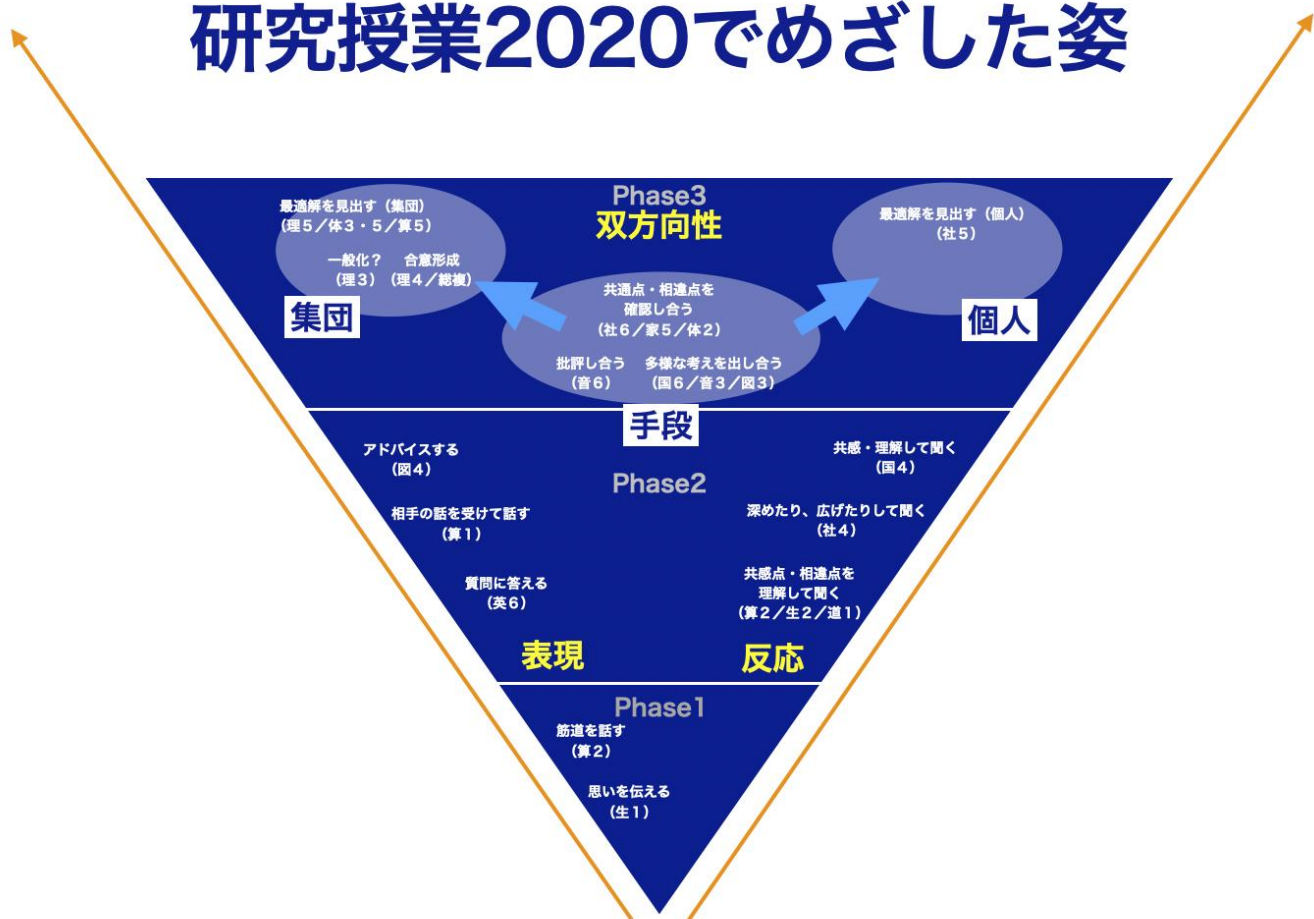 研究授業2020でめざした姿
Phase3
双方向性
最適解を見出す（集団）
（理５／体３・５／算５）
一般化？　合意形成
（理３）（理４／総複）
集団
最適解を見出す（個人）
（社５）
個人
共通点・相違点を
確認し合う
（社６／家５／体２）
批評し合う　多様な考えを出し合う
（音６）　（国６／音３／図３）
手段
Phase2
アドバイスする
（図４）
相手の話を受けて話す
（算１）
質問に答える
（英６）
表現
共感・理解して聞く
（国４）
深めたり、広げたりして聞く
（社４）
共感点・相違点を
理解して聞く
（算２／生２／道１）
反応
Phase1
筋道を話す
（算２）
思いを伝える
（生１）